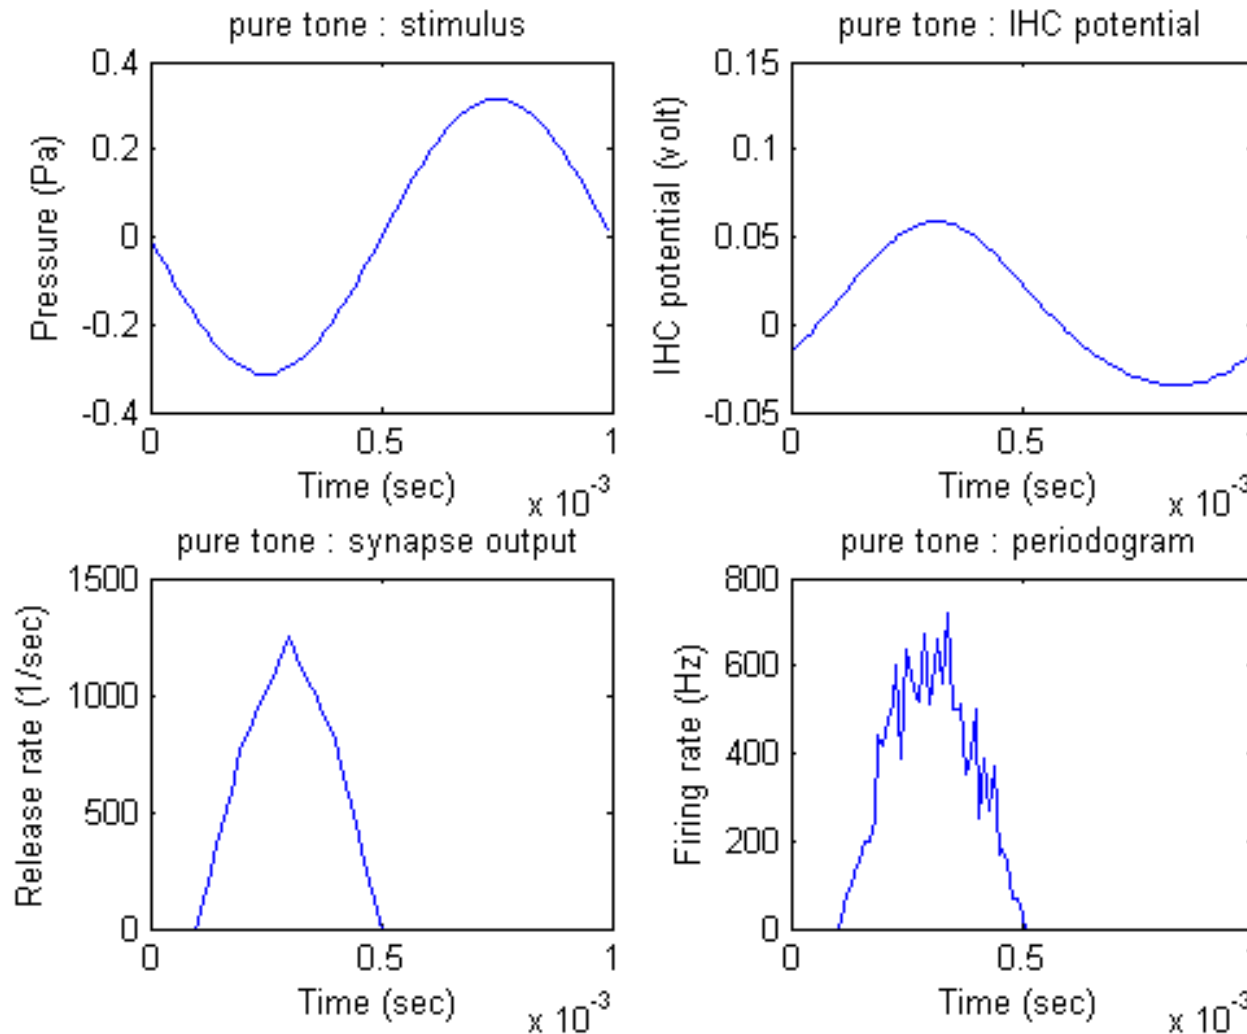 pure tone : stimulus
0.4
0.2
0
-0.2
-0.4
Pressure (Pa)
0
0.5
1
Time (sec)
x 10-3
pure tone : IHC potential
0.15
0.1
0.05
0
-0.05
IHC potential (volt)
0
0.5
Time (sec)
x 10-3
pure tone : synapse output
1500
1000
500
0
Release rate (1/sec)
0
0.5
1
Time (sec)
x 10-3
pure tone : periodogram
800
600
400
200
0
Firing rate (Hz)
0
0.5
Time (sec)
x 10-3